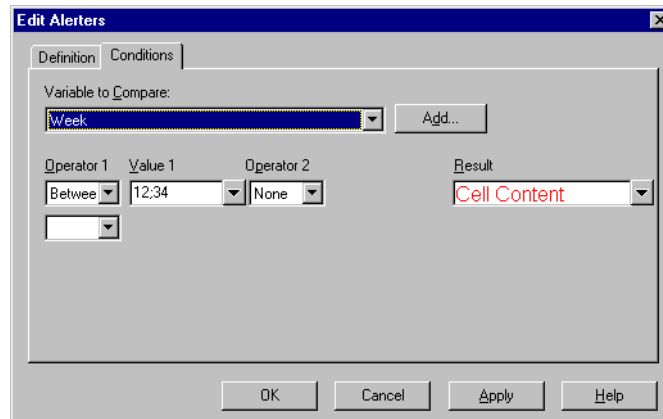 Edit Alerters
Definition Conditions
Variable to Compare:
Week Add...
Operator 1 Value 1 Operator 2 Result
Betwee 12;34 None Cell Content
OK Cancel Apply Help